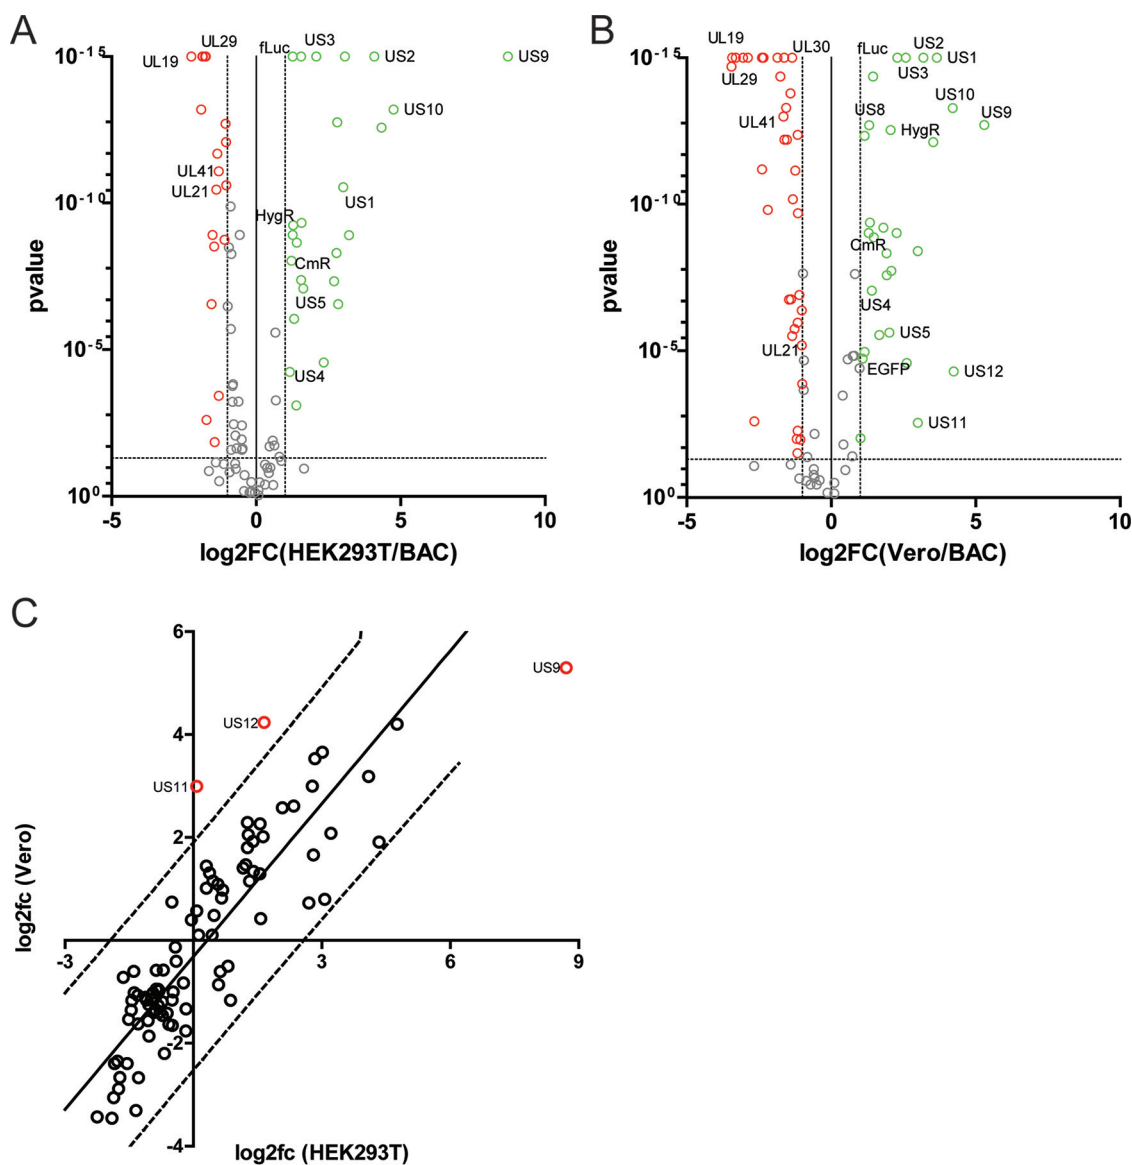 A
B
UL29
US3
fLuc
10-15
UL19
US2
US9
US10
UL41
UL21
US1
10-10
HygR
CmR
US5
10-5
US4
100
pvalue
-5
0
5
10
log2FC(HEK293T/BAC)
UL19
UL30
fLuc
US2
10-15
US1
UL29
US3
US10
UL41
US8
HygR
US9
10-10
CmR
US4
US5
UL21
10-5
EGFP
US12
US11
100
pvalue
-5
0
5
10
log2FC(Vero/BAC)
C
6
US9
US12
4
US11
2
-3
3
6
9
-2
-4
log2fc (Vero)
log2fc (HEK293T)